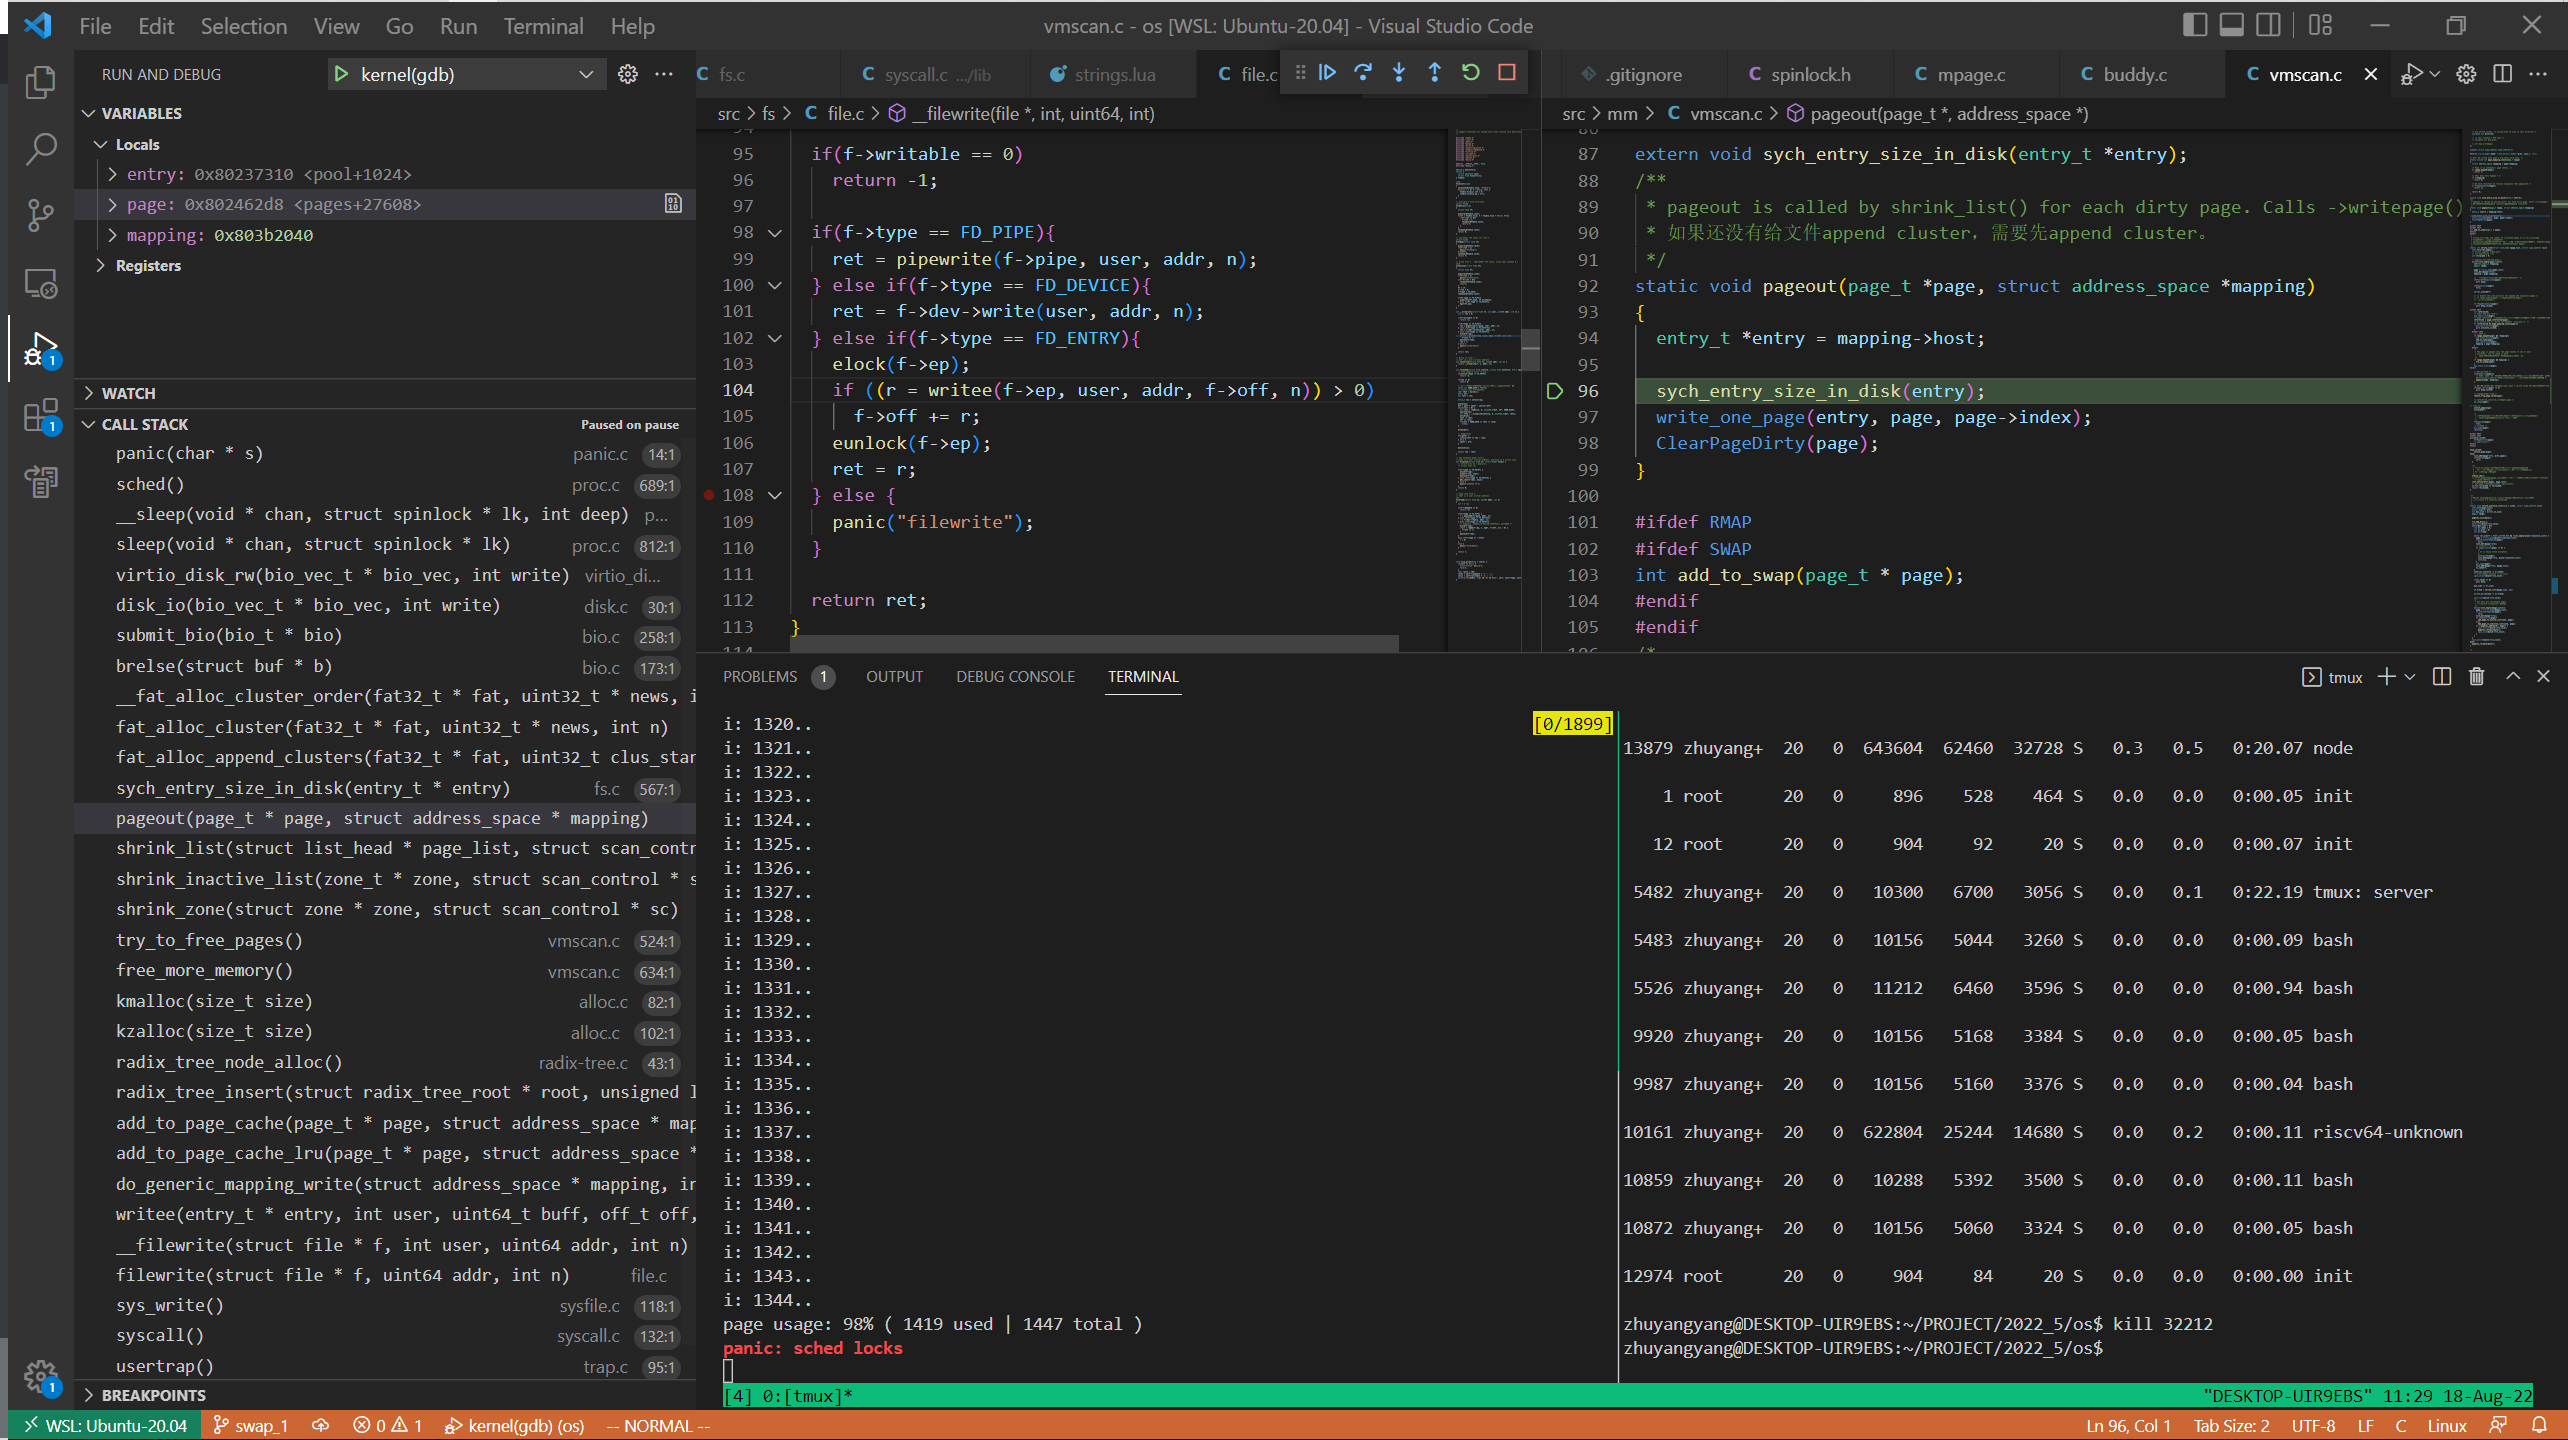 File Edit Selection View Go Run Terminal Help
vmscan.c - os [WSL: Ubuntu-20.04] - Visual Studio Code
RUN AND DEBUG
kernel(gdb)
VARIABLES
Locals
entry: 0x80237310 <pool+1024>
page: 0x802462d8 <pages+27608>
mapping: 0x803b2040
Registers
WATCH
CALL STACK
Paused on pause
panic(char * s) panic.c 14:1
sched() proc.c 689:1
__sleep(void * chan, struct spinlock * lk, int deep) p...
sleep(void * chan, struct spinlock * lk) proc.c 812:1
virtio_disk_rw(bio_vec_t * bio_vec, int write) virtio_di...
disk_io(bio_vec_t * bio_vec, int write) disk.c 30:1
submit_bio(bio_t * bio) bio.c 258:1
brelse(struct buf * b) bio.c 173:1
__fat_alloc_cluster_order(fat32_t * fat, uint32_t * news, i
fat_alloc_cluster(fat32_t * fat, uint32_t * news, int n)
fat_alloc_append_clusters(fat32_t * fat, uint32_t clus_star
sych_entry_size_in_disk(entry_t * entry) fs.c 567:1
pageout(page_t * page, struct address_space * mapping)
shrink_list(struct list_head * page_list, struct scan_contr
shrink_inactive_list(zone_t * zone, struct scan_control * s
shrink_zone(struct zone * zone, struct scan_control * sc)
try_to_free_pages() vmscan.c 524:1
free_more_memory() vmscan.c 634:1
kmalloc(size_t size) alloc.c 82:1
kzalloc(size_t size) alloc.c 102:1
radix_tree_node_alloc() radix-tree.c 43:1
radix_tree_insert(struct radix_tree_root * root, unsigned l
add_to_page_cache(page_t * page, struct address_space * map
add_to_page_cache_lru(page_t * page, struct address_space *
do_generic_mapping_write(struct address_space * mapping, in
writee(entry_t * entry, int user, uint64_t buff, off_t off,
__filewrite(struct file * f, int user, uint64 addr, int n)
filewrite(struct file * f, uint64 addr, int n) file.c
sys_write() sysfile.c 118:1
syscall() syscall.c 132:1
usertrap() trap.c 95:1
BREAKPOINTS
fs.c syscall.c .../lib strings.lua file.c
src > fs > file.c > __filewrite(file *, int, uint64, int)
95 if(f->writable == 0)
96 return -1;
97
98 if(f->type == FD_PIPE){
99 ret = pipewrite(f->pipe, user, addr, n);
100 } else if(f->type == FD_DEVICE){
101 ret = f->dev->write(user, addr, n);
102 } else if(f->type == FD_ENTRY){
103 elock(f->ep);
104 if ((r = writee(f->ep, user, addr, f->off, n)) > 0)
105 f->off += r;
106 eunlock(f->ep);
107 ret = r;
108 } else {
109 panic("filewrite");
110 }
111
112 return ret;
113 }
.gitignore spinlock.h mpage.c buddy.c vmscan.c
src > mm > vmscan.c > pageout(page_t *, address_space *)
87 extern void sych_entry_size_in_disk(entry_t *entry);
88 /**
89 * pageout is called by shrink_list() for each dirty page. Calls ->writepage()
90 * 如果还没有给文件append cluster，需要先append cluster。
91 */
92 static void pageout(page_t *page, struct address_space *mapping)
93 {
94 entry_t *entry = mapping->host;
95
96 sych_entry_size_in_disk(entry);
97 write_one_page(entry, page, page->index);
98 ClearPageDirty(page);
99 }
100
101 #ifdef RMAP
102 #ifdef SWAP
103 int add_to_swap(page_t * page);
104 #endif
105 #endif
PROBLEMS 1 OUTPUT DEBUG CONSOLE TERMINAL
tmux
i: 1320..
i: 1321..
i: 1322..
i: 1323..
i: 1324..
i: 1325..
i: 1326..
i: 1327..
i: 1328..
i: 1329..
i: 1330..
i: 1331..
i: 1332..
i: 1333..
i: 1334..
i: 1335..
i: 1336..
i: 1337..
i: 1338..
i: 1339..
i: 1340..
i: 1341..
i: 1342..
i: 1343..
i: 1344..
page usage: 98% ( 1419 used | 1447 total )
panic: sched locks
[0/1899]
13879 zhuyang+ 20 0 643604 62460 32728 S 0.3 0.5 0:20.07 node
1 root 20 0 896 528 464 S 0.0 0.0 0:00.05 init
12 root 20 0 904 92 20 S 0.0 0.0 0:00.07 init
5482 zhuyang+ 20 0 10300 6700 3056 S 0.0 0.1 0:22.19 tmux: server
5483 zhuyang+ 20 0 10156 5044 3260 S 0.0 0.0 0:00.09 bash
5526 zhuyang+ 20 0 11212 6460 3596 S 0.0 0.0 0:00.94 bash
9920 zhuyang+ 20 0 10156 5168 3384 S 0.0 0.0 0:00.05 bash
9987 zhuyang+ 20 0 10156 5160 3376 S 0.0 0.0 0:00.04 bash
10161 zhuyang+ 20 0 622804 25244 14680 S 0.0 0.2 0:00.11 riscv64-unknown
10859 zhuyang+ 20 0 10288 5392 3500 S 0.0 0.0 0:00.11 bash
10872 zhuyang+ 20 0 10156 5060 3324 S 0.0 0.0 0:00.05 bash
12974 root 20 0 904 84 20 S 0.0 0.0 0:00.00 init
zhuyangyang@DESKTOP-UIR9EBS:~/PROJECT/2022_5/os$ kill 32212
zhuyangyang@DESKTOP-UIR9EBS:~/PROJECT/2022_5/os$
[4] 0:[tmux]* "DESKTOP-UIR9EBS" 11:29 18-Aug-22
WSL: Ubuntu-20.04 swap_1 0 1 kernel(gdb) (os) -- NORMAL -- Ln 96, Col 1 Tab Size: 2 UTF-8 LF C Linux